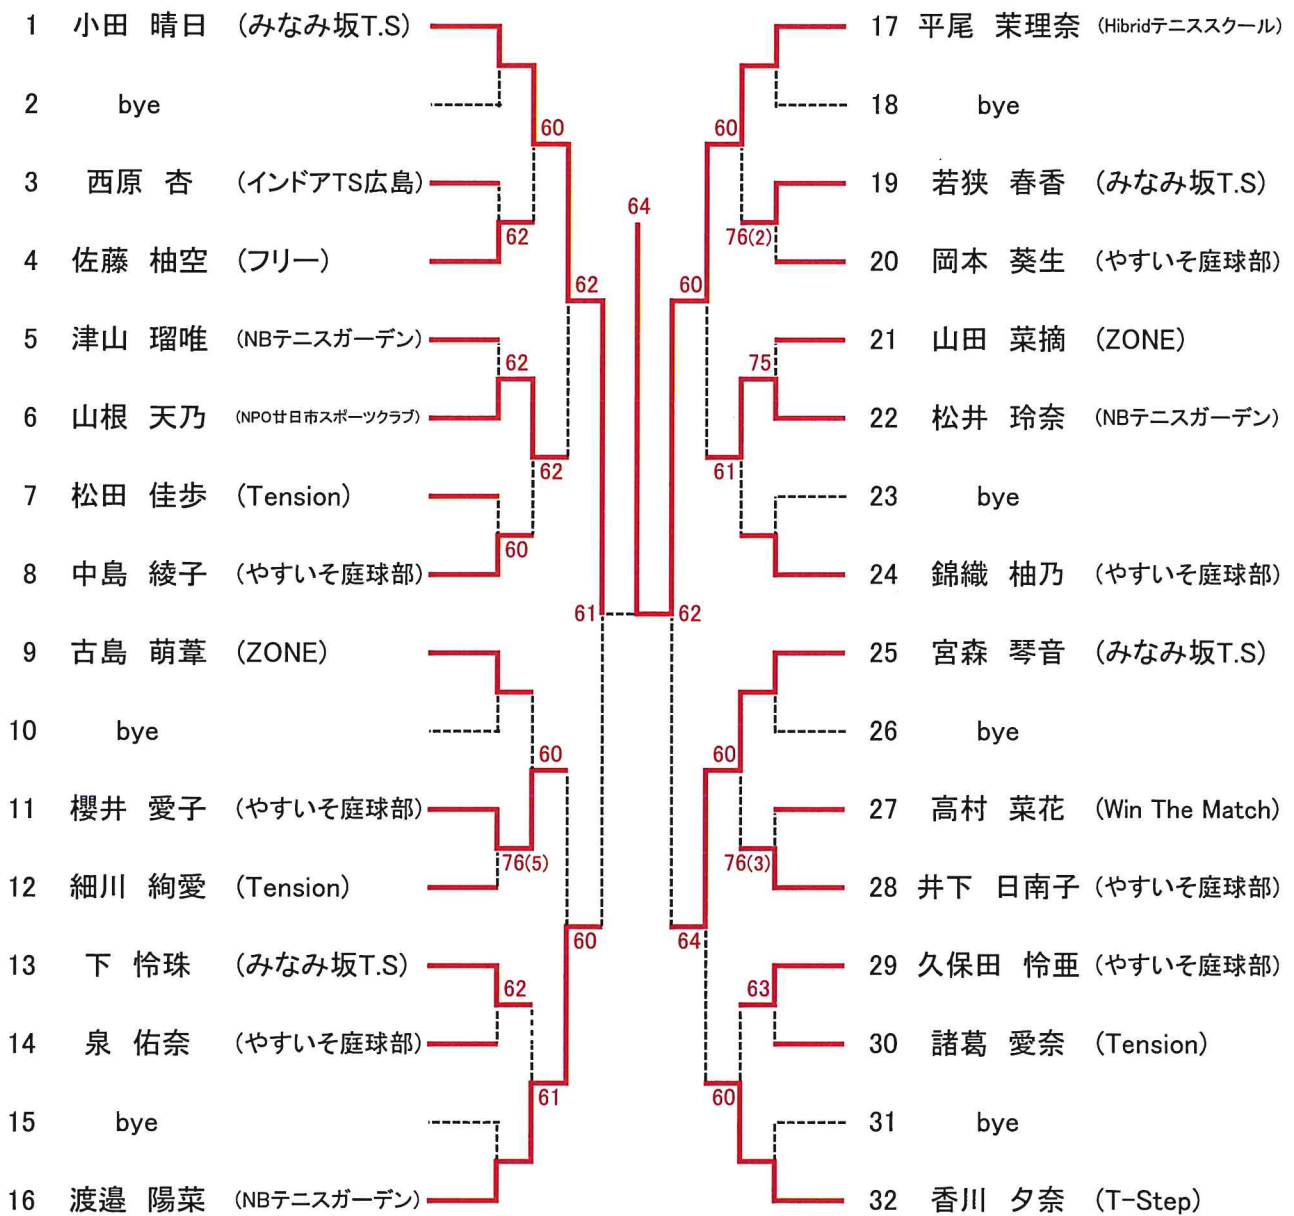 1 小田 晴日 (みなみ坂T.S)
2 bye
60
3 西原 杏 (インドアTS広島)
62
4 佐藤 柚空 (フリー)
62
5 津山 瑠唯 (NBテニスガーデン)
62
6 山根 天乃 (NPO廿日市スポーツクラブ)
62
7 松田 佳歩 (Tension)
60
8 中島 綾子 (やすいそ庭球部)
61
9 古島 萌葦 (ZONE)
10 bye
60
11 櫻井 愛子 (やすいそ庭球部)
76(5)
12 細川 絢愛 (Tension)
60
13 下 怜珠 (みなみ坂T.S)
62
14 泉 佑奈 (やすいそ庭球部)
61
15 bye
16 渡邉 陽菜 (NBテニスガーデン)
64
17 平尾 茉理奈 (Hibridテニススクール)
18 bye
60
19 若狭 春香 (みなみ坂T.S)
76(2)
20 岡本 葵生 (やすいそ庭球部)
60
21 山田 菜摘 (ZONE)
75
22 松井 玲奈 (NBテニスガーデン)
61
23 bye
24 錦織 柚乃 (やすいそ庭球部)
62
25 宮森 琴音 (みなみ坂T.S)
26 bye
60
27 高村 菜花 (Win The Match)
76(3)
28 井下 日南子 (やすいそ庭球部)
64
29 久保田 怜亜 (やすいそ庭球部)
63
30 諸葛 愛奈 (Tension)
60
31 bye
32 香川 夕奈 (T-Step)